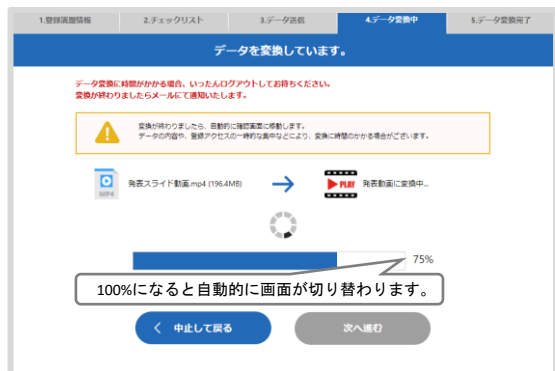 1.登録演題情報
2.チェックリスト
3.データ送信
4.データ変換中
5.データ変換完了
データを変換しています。
データ変換に時間がかかる場合、いったんログアウトしてお待ちください。
変換が終わりましたらメールにて通知いたします。
変換が終わりましたら、自動的に確認画面に移動します。
データの内容や、登録アクセスの一時的な集中などにより、変換に時間のかかる場合がございます。
MP4
発表スライド動画.mp4 (196.4MB)
PLAY
発表動画に変換中...
75%
100%になると自動的に画面が切り替わります。
＜ 中止して戻る
次へ進む